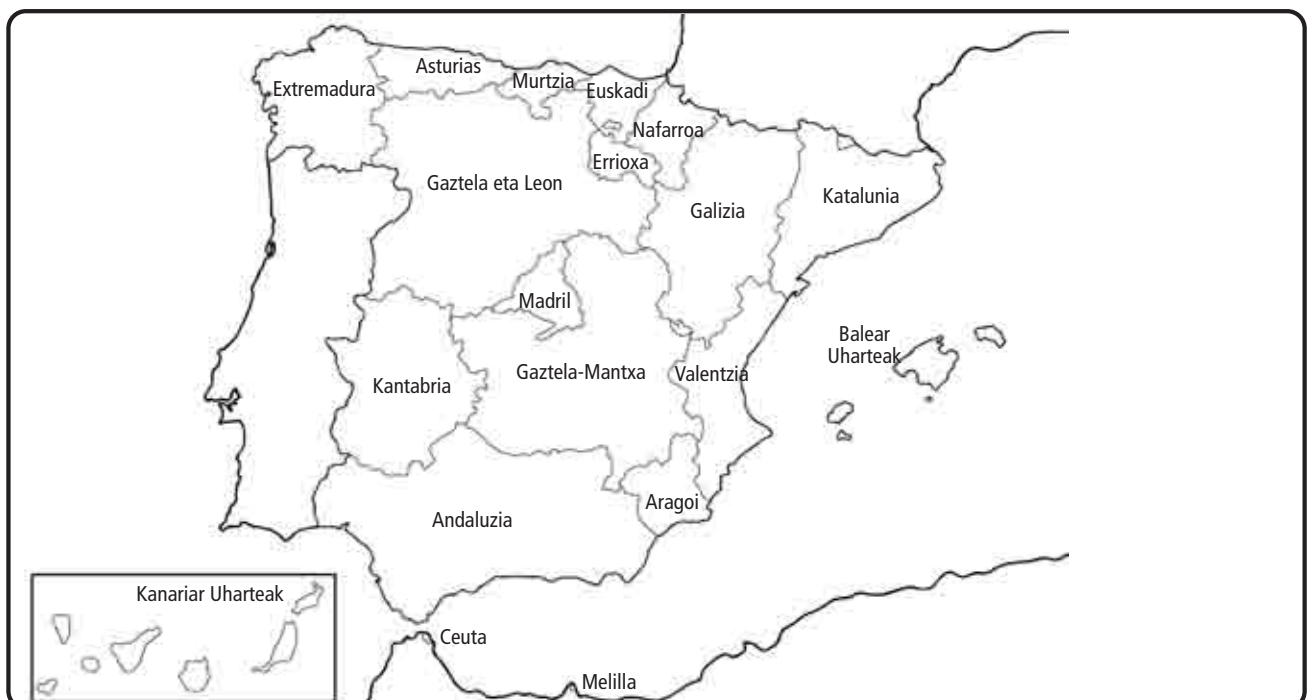 Asturias
Murtzia
Euskadi
Extremadura
Nafarroa
Errioxa
Gaztela eta Leon
Katalunia
Galizia
Madril
Balear
Uharteak
Gaztela-Mantxa
Valentzia
Kantabria
Aragoi
Andaluzia
Kanariar Uharteak
Ceuta
Melilla